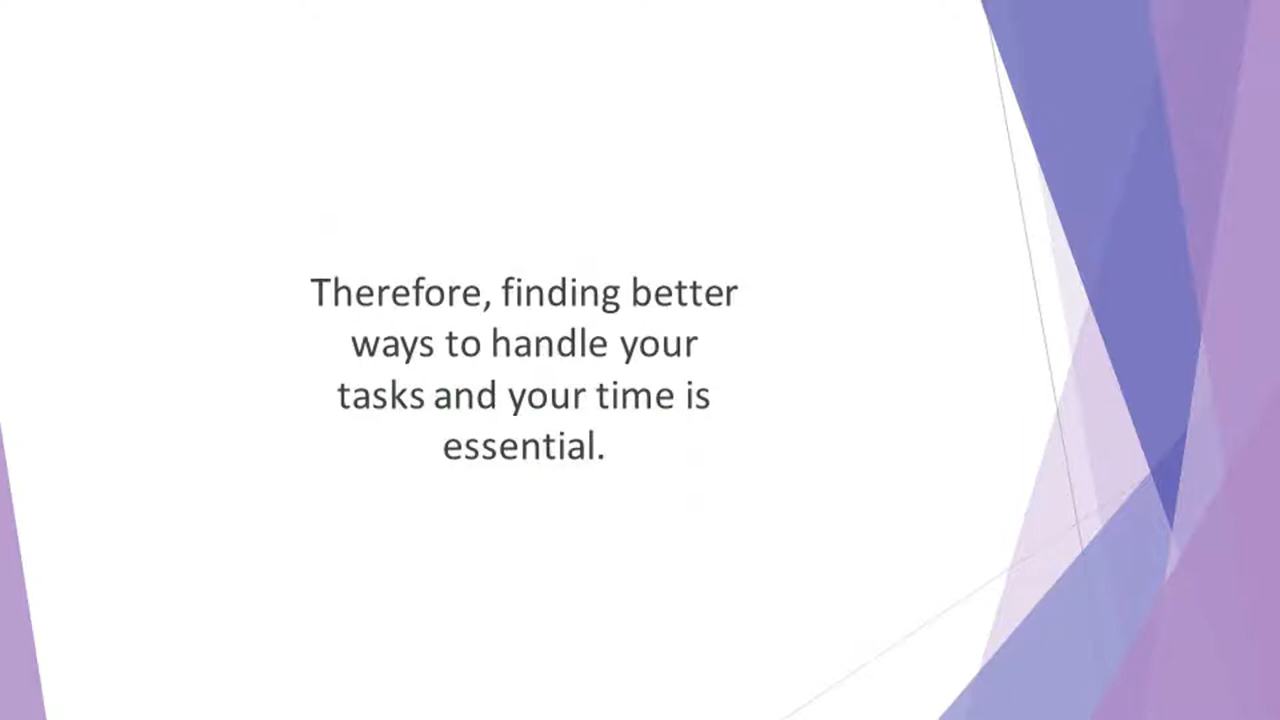 Therefore, finding better
ways to handle your
tasks and your time is
essential.